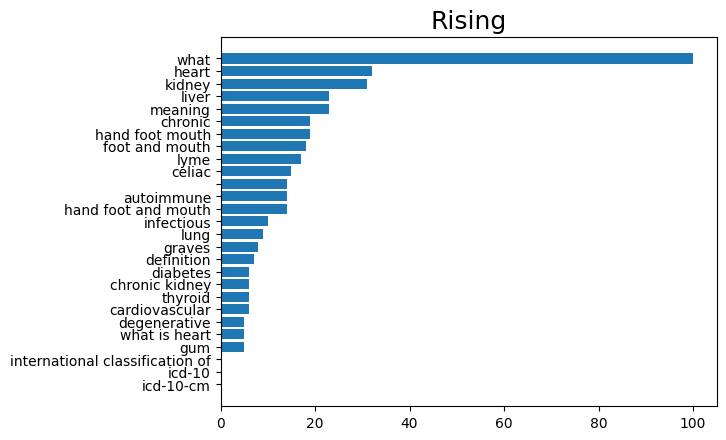 Rising
what
heart
kidney
liver
meaning
chronic
hand foot mouth
foot and mouth
lyme
celiac
autoimmune
hand foot and mouth
infectious
lung
graves
definition
diabetes
chronic kidney
thyroid
cardiovascular
degenerative
what is heart
gum
international classification of
icd-10
icd-10-cm
0 20 40 60 80 100